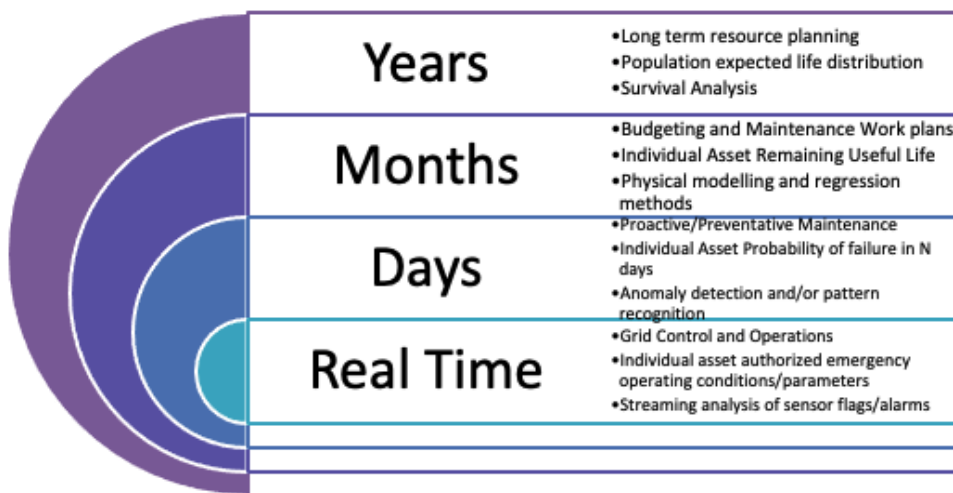 Years
•Long term resource planning
•Population expected life distribution
•Survival Analysis
Months
•Budgeting and Maintenance Work plans
•Individual Asset Remaining Useful Life
•Physical modelling and regression
methods
Days
•Proactive/Preventative Maintenance
•Individual Asset Probability of failure in N
days
•Anomaly detection and/or pattern
recognition
Real Time
•Grid Control and Operations
•Individual asset authorized emergency
operating conditions/parameters
•Streaming analysis of sensor flags/alarms